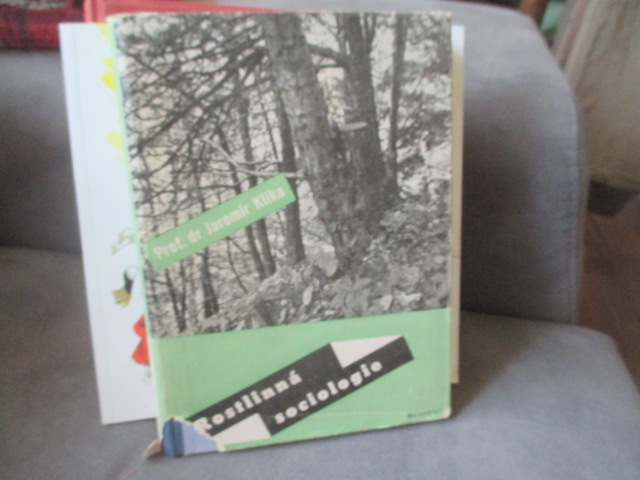 Prof. dr Jaromír Klika
Rostlinná
sociologie